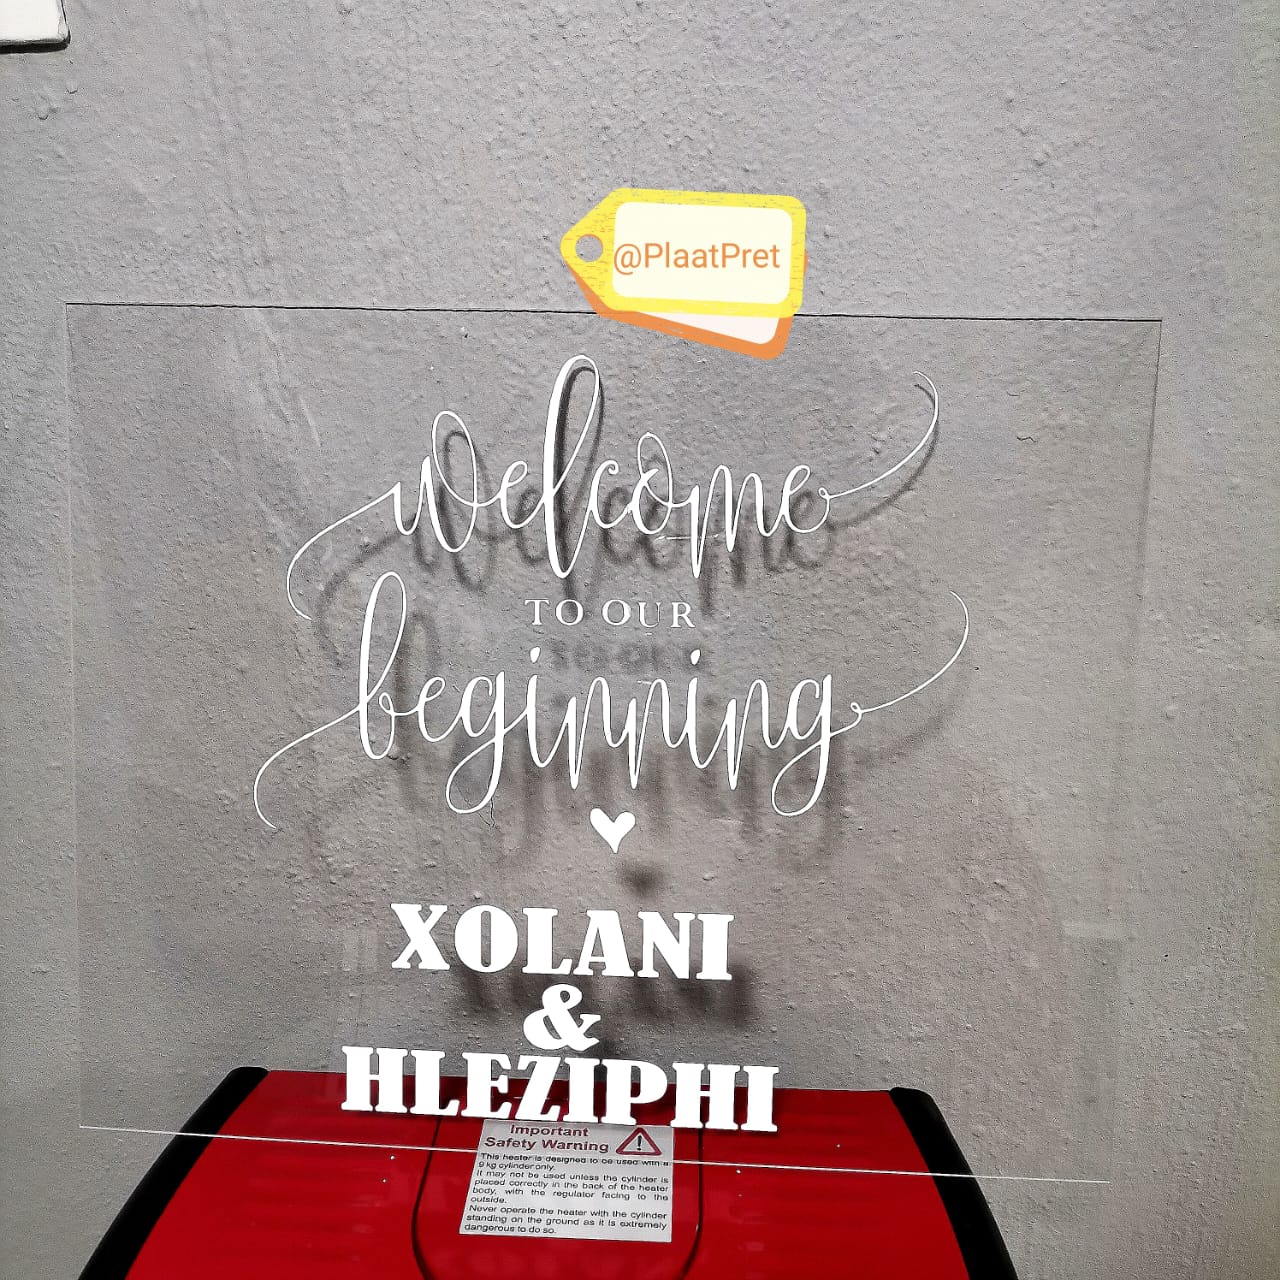 @PlaatPret
welcome
TO OUR
beginning
XOLANI
&
HLEZIPHI
Important
Safety Warning
This heater is designed to be used with a
9 kg cylinder only.
It may not be used unless the cylinder is
placed correctly in the back of the heater
body, with the regulator facing to the
outside.
Never operate the heater with the cylinder
standing on the ground as it is extremely
dangerous to do so.